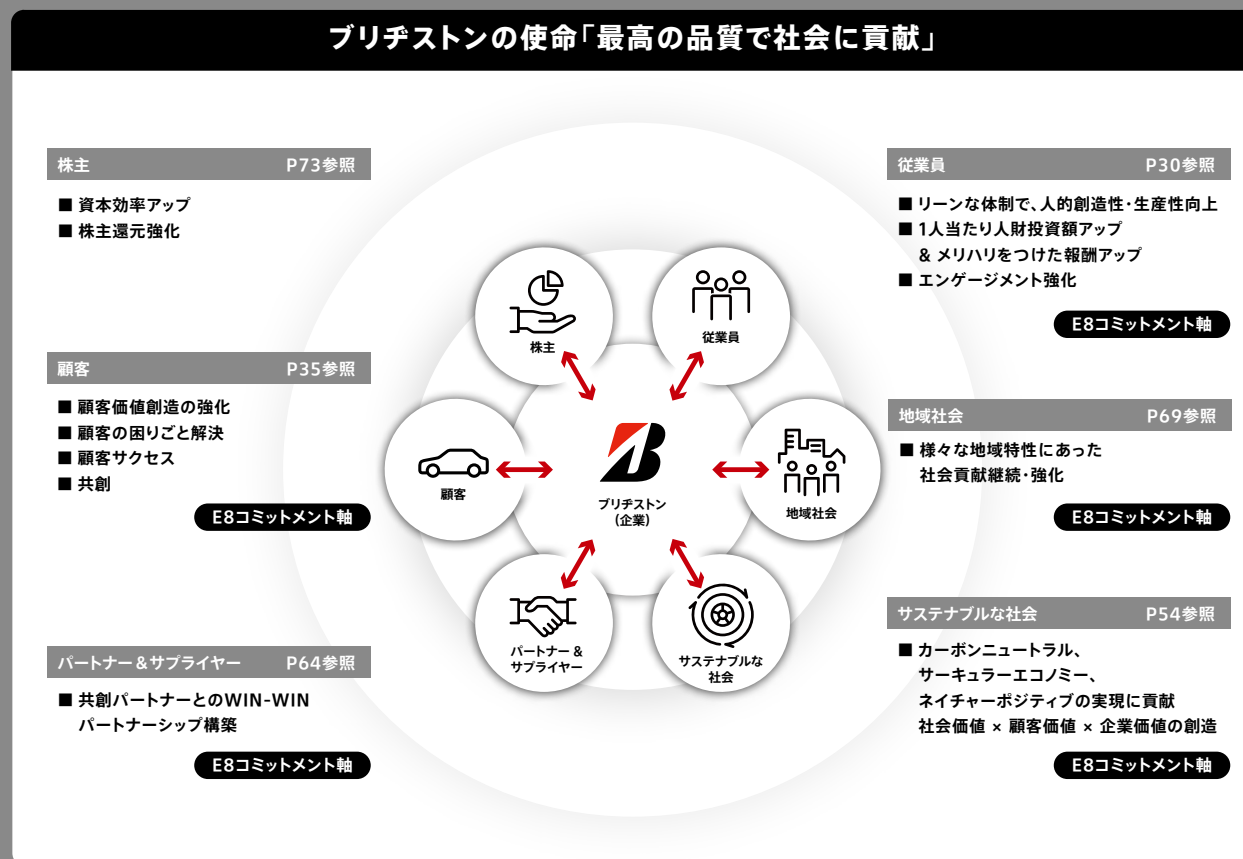 ブリヂストンの使命「最高の品質で社会に貢献」
株主 P73参照
■ 資本効率アップ
■ 株主還元強化
顧客 P35参照
■ 顧客価値創造の強化
■ 顧客の困りごと解決
■ 顧客サクセス
■ 共創
E8コミットメント軸
パートナー&サプライヤー P64参照
■ 共創パートナーとのWIN-WIN
パートナーシップ構築
E8コミットメント軸
株主
従業員
顧客
ブリヂストン
(企業)
地域社会
パートナー &
サプライヤー
サステナブルな
社会
従業員 P30参照
■ リーンな体制で、人的創造性・生産性向上
■ 1人当たり人財投資額アップ
& メリハリをつけた報酬アップ
■ エンゲージメント強化
E8コミットメント軸
地域社会 P69参照
■ 様々な地域特性にあった
社会貢献継続・強化
E8コミットメント軸
サステナブルな社会 P54参照
■ カーボンニュートラル、
サーキュラーエコノミー、
ネイチャーポジティブの実現に貢献
社会価値 × 顧客価値 × 企業価値の創造
E8コミットメント軸